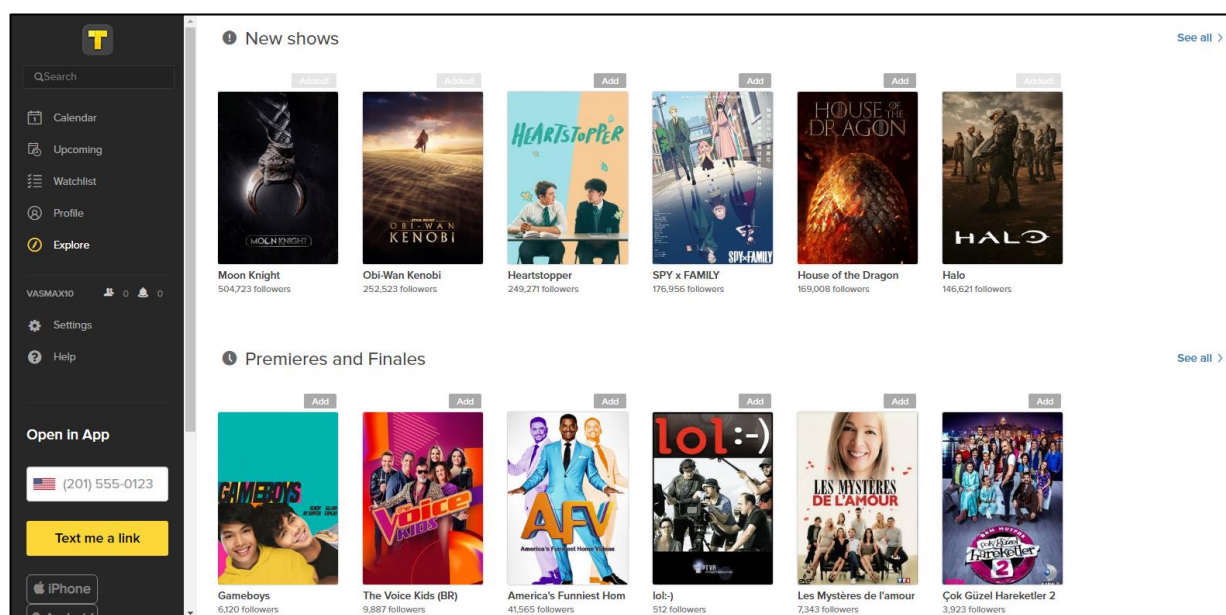 T
Search
Calendar
Upcoming
Watchlist
Profile
Explore
VASMAX10 0 0
Settings
Help
Open in App
(201) 555-0123
Text me a link
iPhone
New shows
See all >
Added! Added! Add Add Add Added!
MOON KNIGHT
STAR WARS
OBI-WAN
KENOBI
HEARTSTOPPER
SPY×FAMILY
HOUSE OF THE
DRAGON
HALO
Moon Knight
504,723 followers
Obi-Wan Kenobi
252,523 followers
Heartstopper
249,271 followers
SPY x FAMILY
176,956 followers
House of the Dragon
169,008 followers
Halo
146,621 followers
Premieres and Finales
See all >
Add Add Add Add Add Add
GAMEBOYS
The Voice
KIDS
AFV
America's Funniest Home Videos
lol:-)
LES MYSTÈRES
DE L'AMOUR
TF1
çok güzel
hareketler
2
Gameboys
6,120 followers
The Voice Kids (BR)
9,887 followers
America's Funniest Hom
41,565 followers
lol:-)
512 followers
Les Mystères de l'amour
7,343 followers
Çok Güzel Hareketler 2
3,923 followers